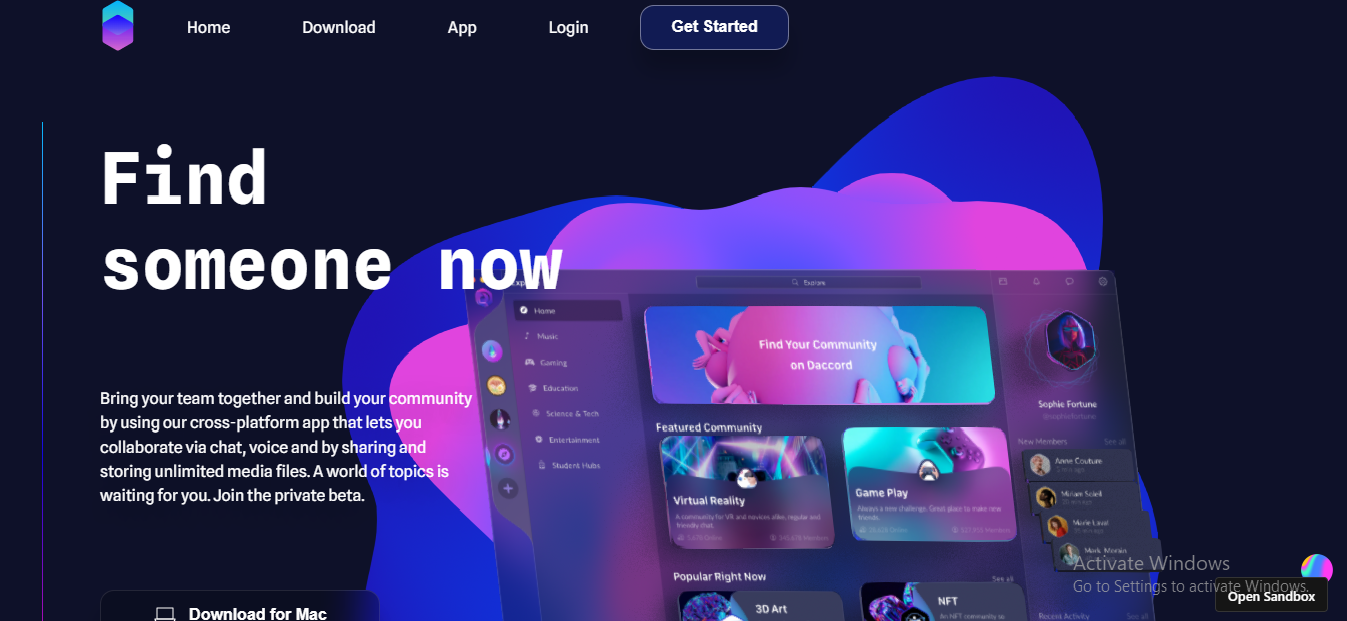 Home Download App Login Get Started
Find
someone now
Bring your team together and build your community
by using our cross-platform app that lets you
collaborate via chat, voice and by sharing and
storing unlimited media files. A world of topics is
waiting for you. Join the private beta.
Download for Mac
Explore
Home
Music
Gaming
Education
Science & Tech
Entertainment
Student Hubs
Find Your Community
on Daccord
Featured Community
Virtual Reality
A community for VR and novices alike, regular and
friendly chat.
Game Play
Always a new challenge. Great place to make new
friends.
Popular Right Now
See all
3D Art
NFT
An NFT community so
Sophie Fortune
@sophiefortune
New Members
See all
Anne Couture
Miriam Soleil
Marie Laval
Mark Morain
Recent Activity
See all
Activate Windows
Go to Settings to activate Windows.
Open Sandbox